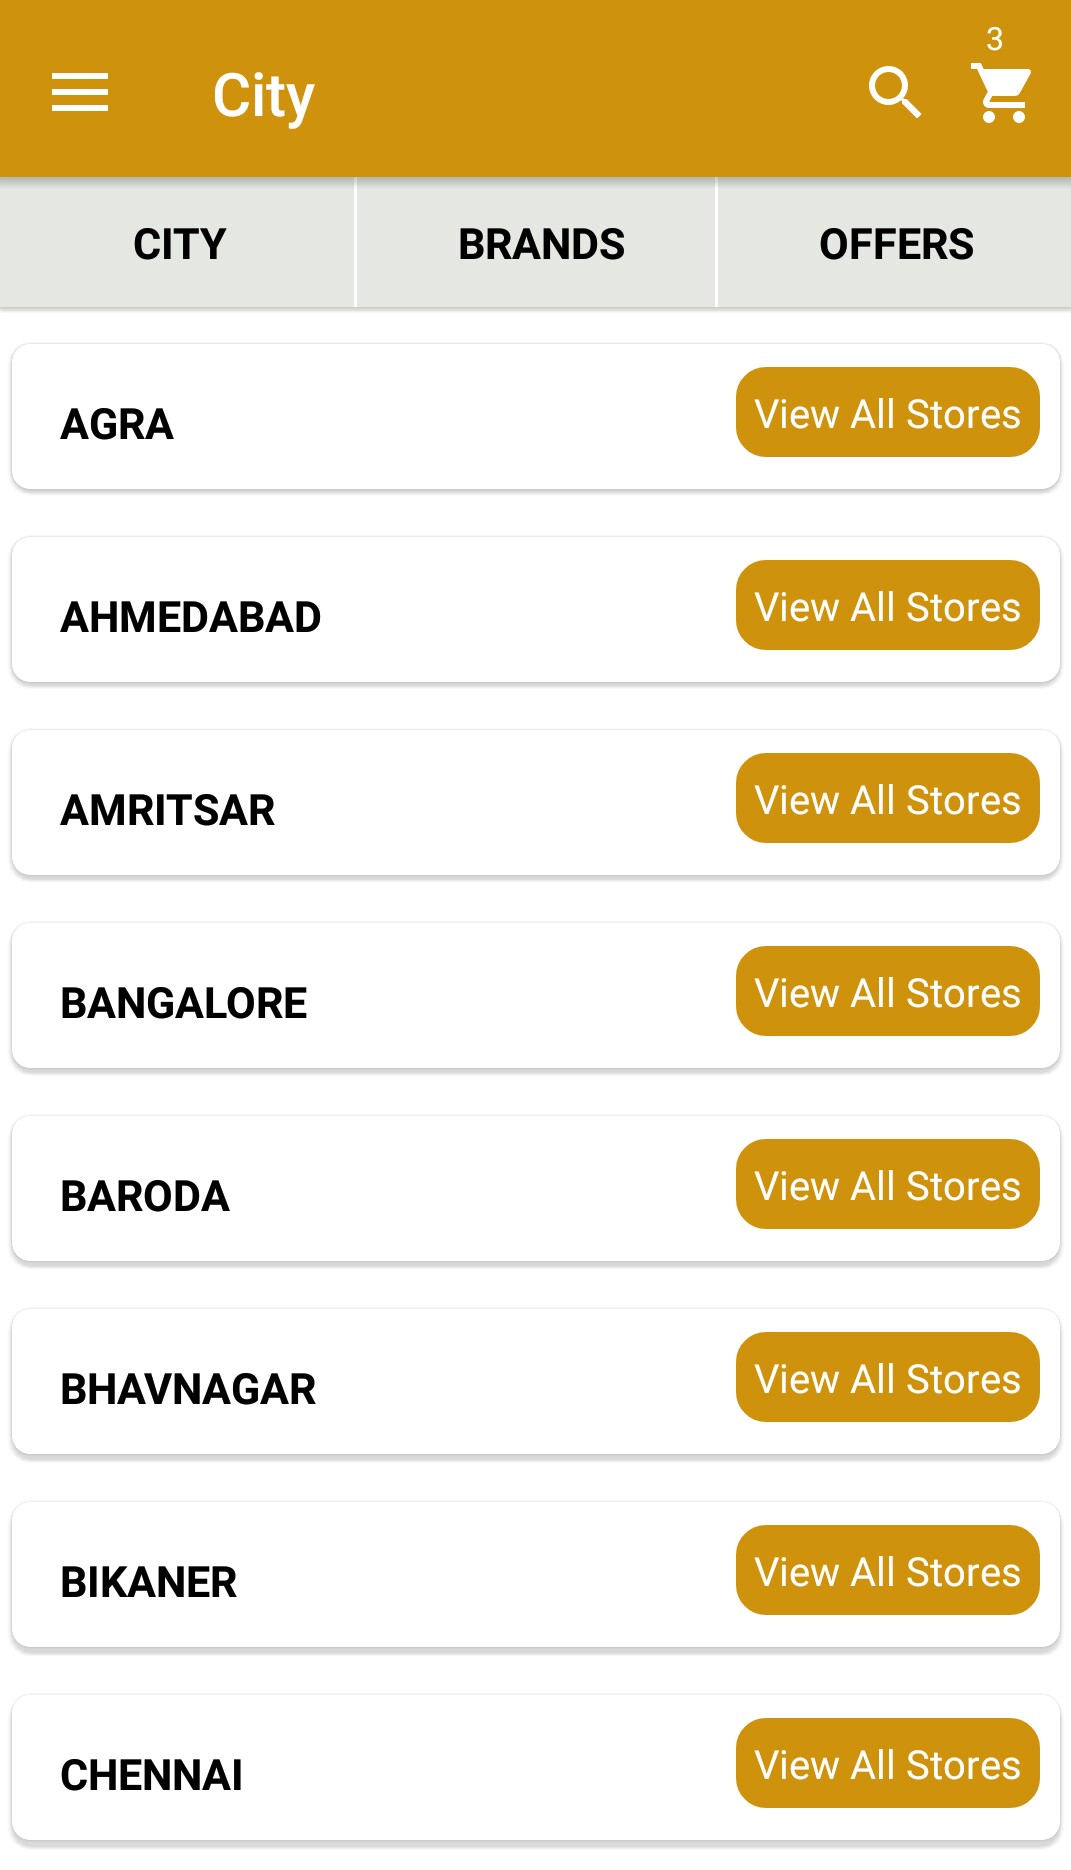 3
City
CITY BRANDS OFFERS
AGRA View All Stores
AHMEDABAD View All Stores
AMRITSAR View All Stores
BANGALORE View All Stores
BARODA View All Stores
BHAVNAGAR View All Stores
BIKANER View All Stores
CHENNAI View All Stores